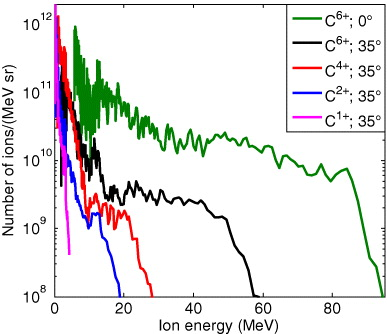 C⁶⁺; 0°
C⁶⁺; 35°
C⁴⁺; 35°
C²⁺; 35°
C¹⁺; 35°
Number of ions/(MeV sr)
10¹²
10¹¹
10¹⁰
10⁹
10⁸
0 20 40 60 80
Ion energy (MeV)